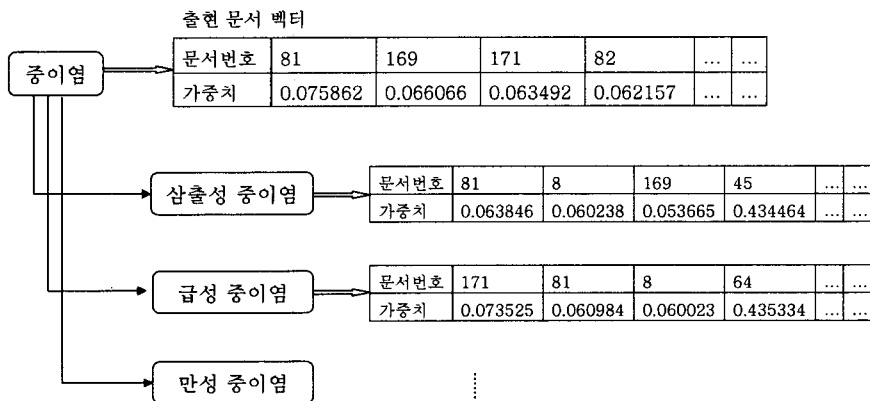 출현 문서 벡터
중이염
문서번호 81 169 171 82 ... ...
가중치 0.075862 0.066066 0.063492 0.062157 ... ...
삼출성 중이염
문서번호 81 8 169 45 ... ...
가중치 0.063846 0.060238 0.053665 0.434464 ... ...
급성 중이염
문서번호 171 81 8 64 ... ...
가중치 0.073525 0.060984 0.060023 0.435334 ... ...
만성 중이염